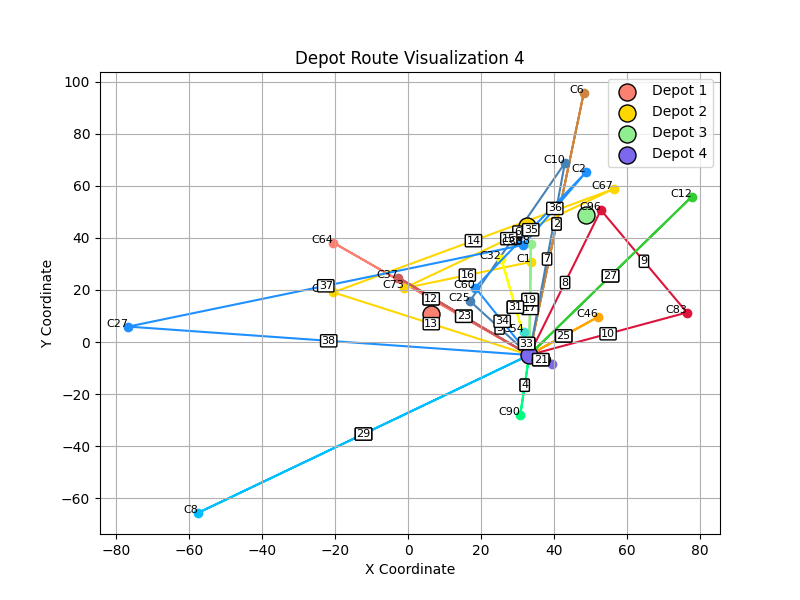 Depot Route Visualization 4
Depot 1
Depot 2
Depot 3
Depot 4
C6
C10
C2
C67
C96
C12
C64
C32
C1
C37
C73
C60
C25
C27
C46
C83
C90
C8
36
2
35
14
7
9
16
8
27
37
12
19
31
13
23
34
33
25
10
38
21
4
29
100
80
60
40
20
0
−20
−40
−60
−80
−60
−40
−20
0
20
40
60
80
X Coordinate
Y Coordinate